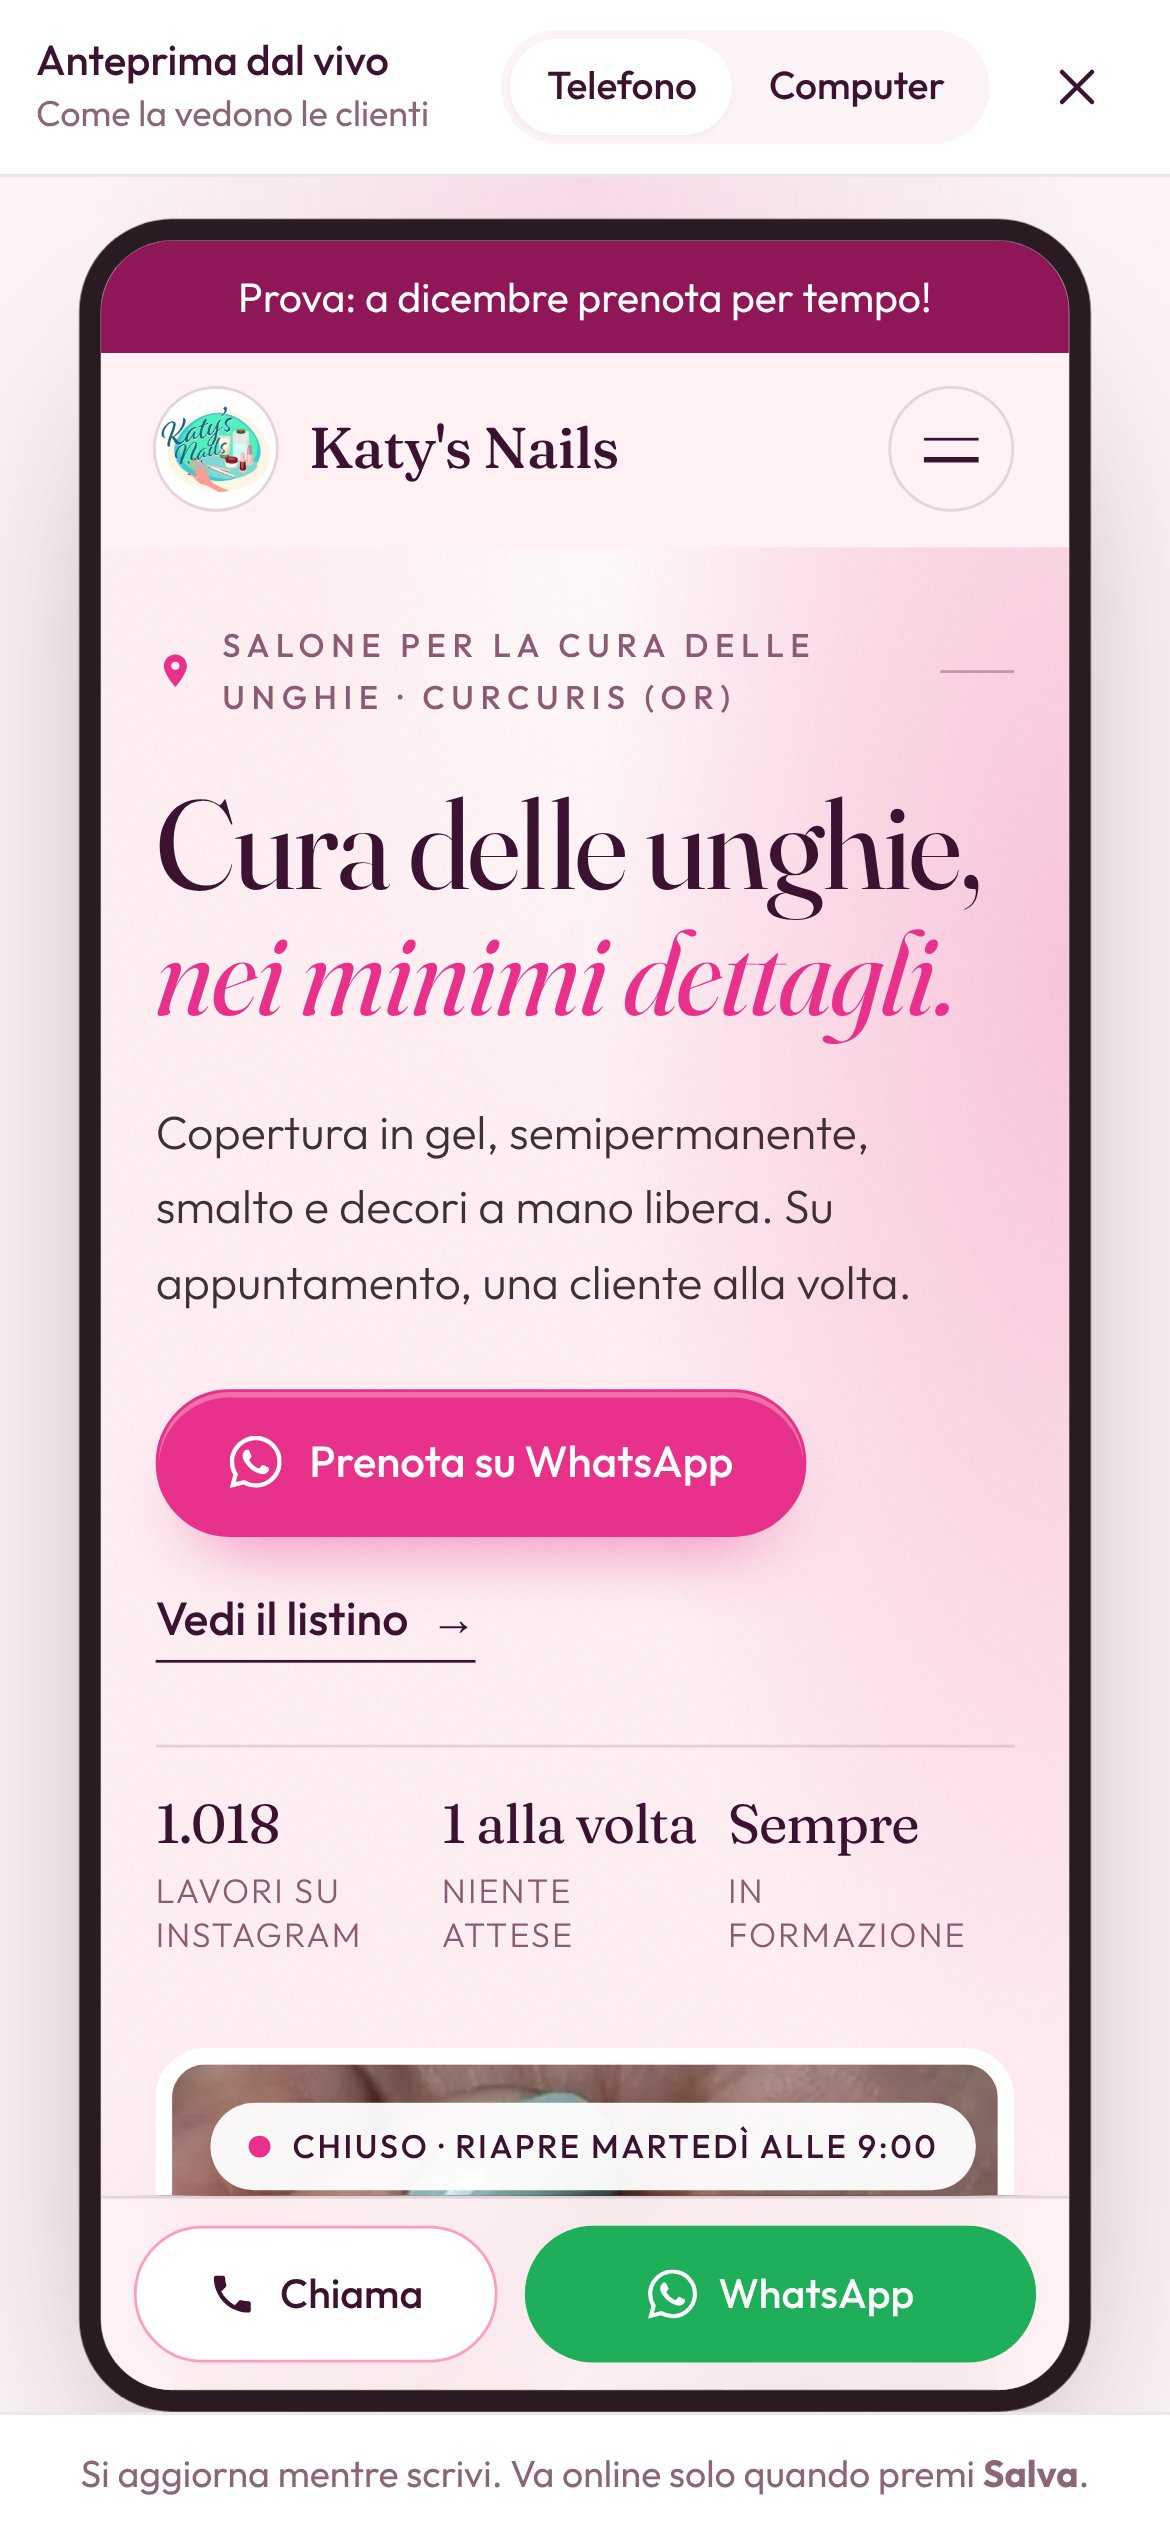 Anteprima dal vivo
Come la vedono le clienti
Telefono
Computer
Prova: a dicembre prenota per tempo!
Katy's
Nails
Katy's Nails
SALONE PER LA CURA DELLE
UNGHIE · CURCURIS (OR)
Cura delle unghie,
nei minimi dettagli.
Copertura in gel, semipermanente,
smalto e decori a mano libera. Su
appuntamento, una cliente alla volta.
Prenota su WhatsApp
Vedi il listino →
1.018
LAVORI SU
INSTAGRAM
1 alla volta
NIENTE
ATTESE
Sempre
IN
FORMAZIONE
CHIUSO · RIAPRE MARTEDÌ ALLE 9:00
Chiama
WhatsApp
Si aggiorna mentre scrivi. Va online solo quando premi Salva.